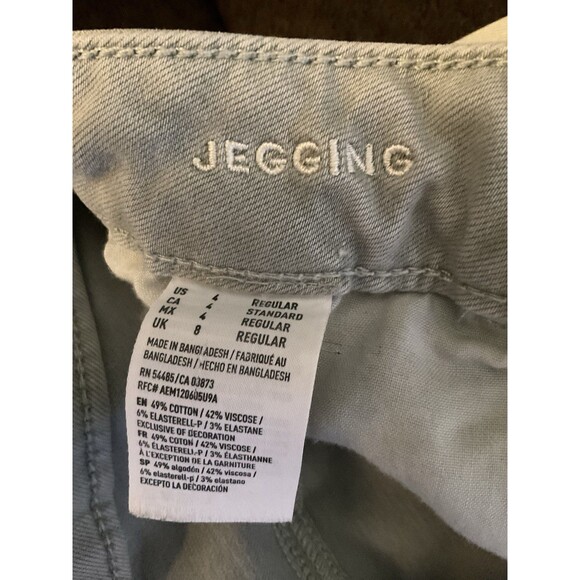 JEGGING
US 4 REGULAR
CA 4 STANDARD
MX 4 REGULAR
UK 8 REGULAR
MADE IN BANGLADESH / FABRIQUÉ AU
BANGLADESH / HECHO EN BANGLADESH
RN 54485/CA 03873
RFC# AEM120605U9A
EN 49% COTTON / 42% VISCOSE /
6% ELASTERELL-P / 3% ELASTANE
EXCLUSIVE OF DECORATION
FR 49% COTON / 42% VISCOSE /
6% ÉLASTERELL-P / 3% ÉLASTHANNE
À L'EXCEPTION DE LA GARNITURE
SP 49% algodón / 42% viscosa /
6% elasterell-p / 3% elastano
EXCEPTO LA DECORACIÓN